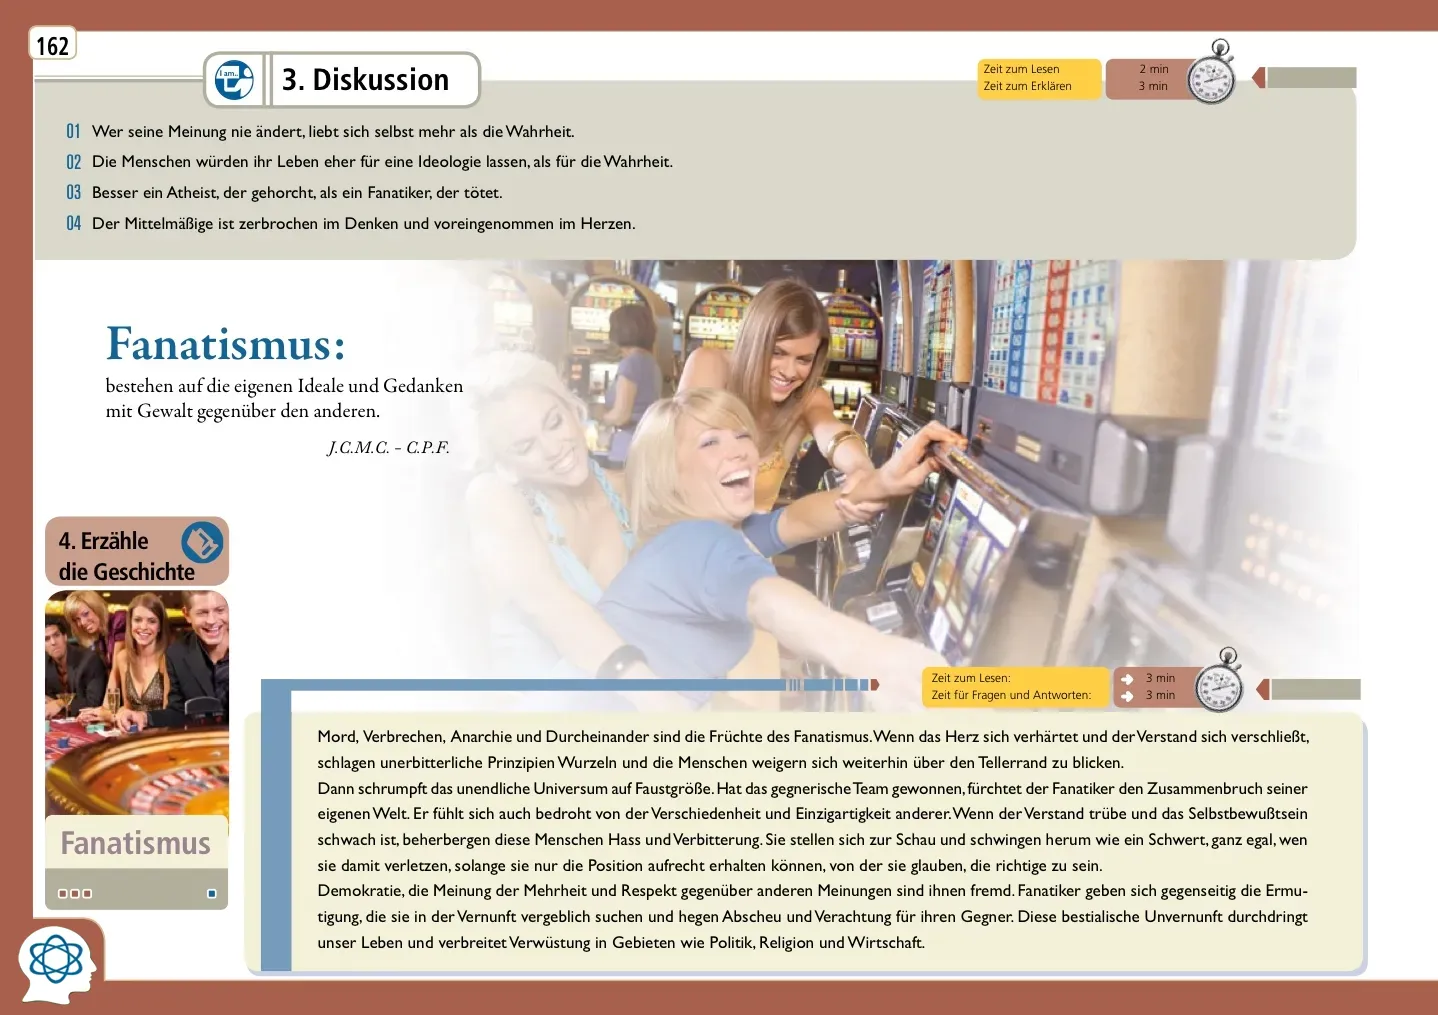 162
I am...
3. Diskussion
Zeit zum Lesen 2 min
Zeit zum Erklären 3 min
01 Wer seine Meinung nie ändert, liebt sich selbst mehr als die Wahrheit.
02 Die Menschen würden ihr Leben eher für eine Ideologie lassen, als für die Wahrheit.
03 Besser ein Atheist, der gehorcht, als ein Fanatiker, der tötet.
04 Der Mittelmäßige ist zerbrochen im Denken und voreingenommen im Herzen.
Fanatismus:
bestehen auf die eigenen Ideale und Gedanken
mit Gewalt gegenüber den anderen.
J.C.M.C. – C.P.F.
4. Erzähle
die Geschichte
Fanatismus
Zeit zum Lesen: 3 min
Zeit für Fragen und Antworten: 3 min
Mord, Verbrechen, Anarchie und Durcheinander sind die Früchte des Fanatismus. Wenn das Herz sich verhärtet und der Verstand sich verschließt,
schlagen unerbitterliche Prinzipien Wurzeln und die Menschen weigern sich weiterhin über den Tellerrand zu blicken.
Dann schrumpft das unendliche Universum auf Faustgröße. Hat das gegnerische Team gewonnen, fürchtet der Fanatiker den Zusammenbruch seiner
eigenen Welt. Er fühlt sich auch bedroht von der Verschiedenheit und Einzigartigkeit anderer. Wenn der Verstand trübe und das Selbstbewußtsein
schwach ist, beherbergen diese Menschen Hass und Verbitterung. Sie stellen sich zur Schau und schwingen herum wie ein Schwert, ganz egal, wen
sie damit verletzen, solange sie nur die Position aufrecht erhalten können, von der sie glauben, die richtige zu sein.
Demokratie, die Meinung der Mehrheit und Respekt gegenüber anderen Meinungen sind ihnen fremd. Fanatiker geben sich gegenseitig die Ermu-
tigung, die sie in der Vernunft vergeblich suchen und hegen Abscheu und Verachtung für ihren Gegner. Diese bestialische Unvernunft durchdringt
unser Leben und verbreitet Verwüstung in Gebieten wie Politik, Religion und Wirtschaft.